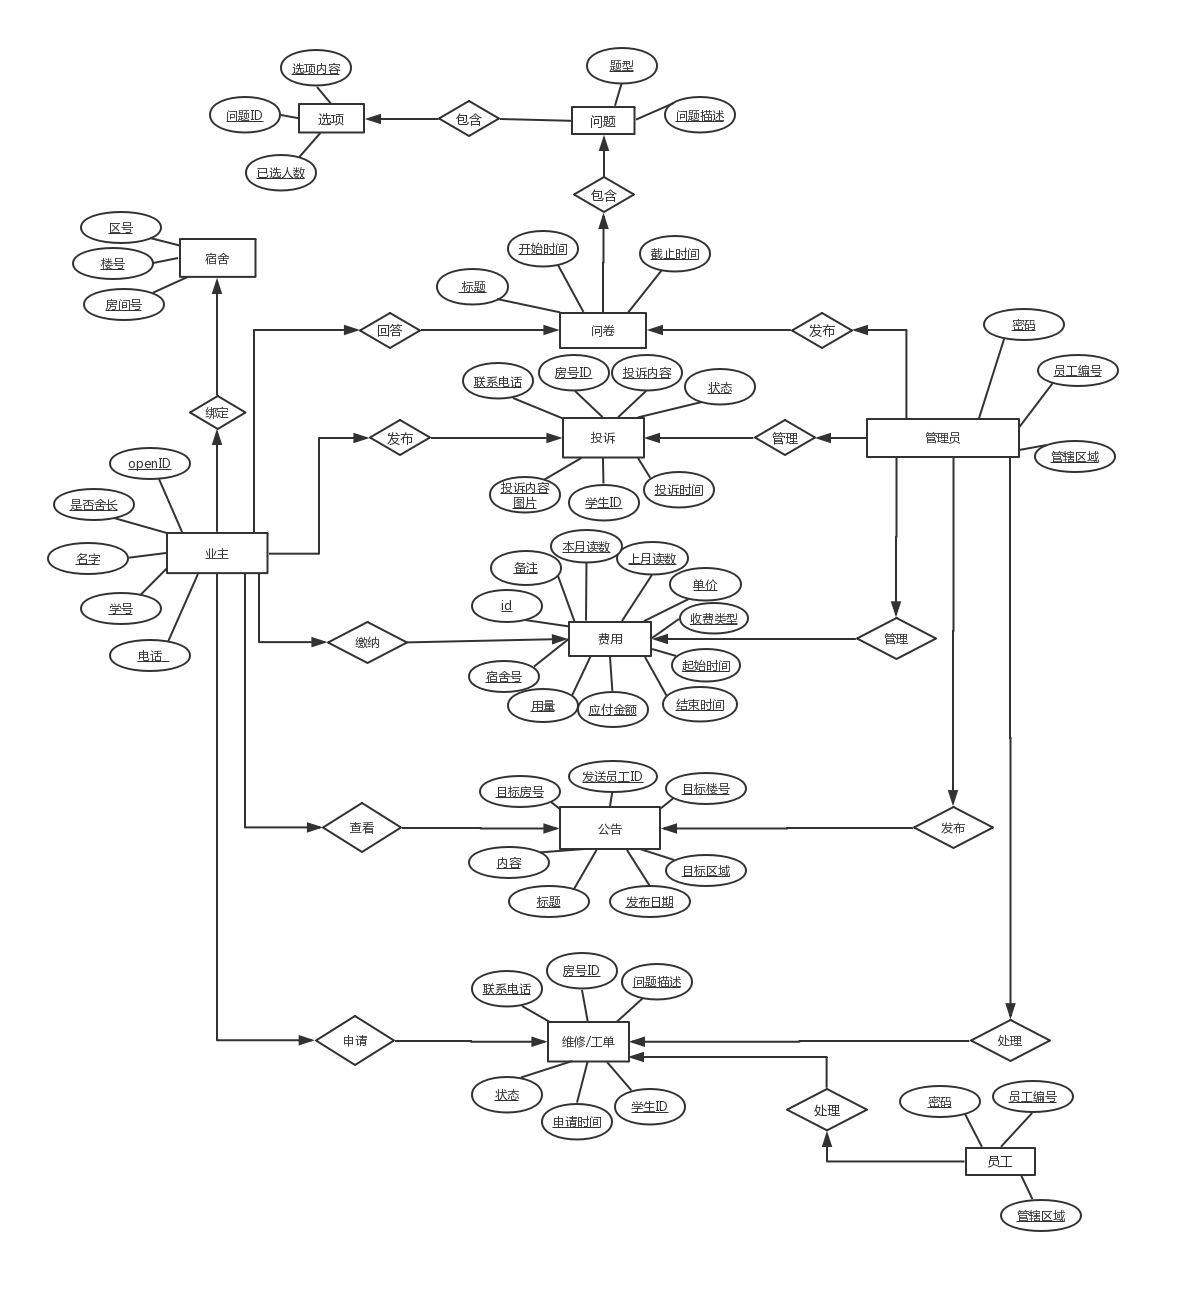 选项内容
题型
问题ID
选项
包含
问题
问题描述
已选人数
包含
区号
宿舍
楼号
房间号
开始时间
截止时间
标题
回答
问卷
发布
密码
联系电话
房号ID
投诉内容
状态
员工编号
绑定
发布
投诉
管理
管理员
管辖区域
openID
投诉内容
图片
学生ID
投诉时间
是否舍长
名字
业主
学号
电话
备注
本月读数
上月读数
单价
id
收费类型
缴纳
费用
管理
宿舍号
起始时间
用量
应付金额
结束时间
目标房号
发送员工ID
目标楼号
查看
公告
发布
内容
目标区域
标题
发布日期
联系电话
房号ID
问题描述
申请
维修/工单
处理
状态
申请时间
学生ID
处理
密码
员工编号
员工
管辖区域